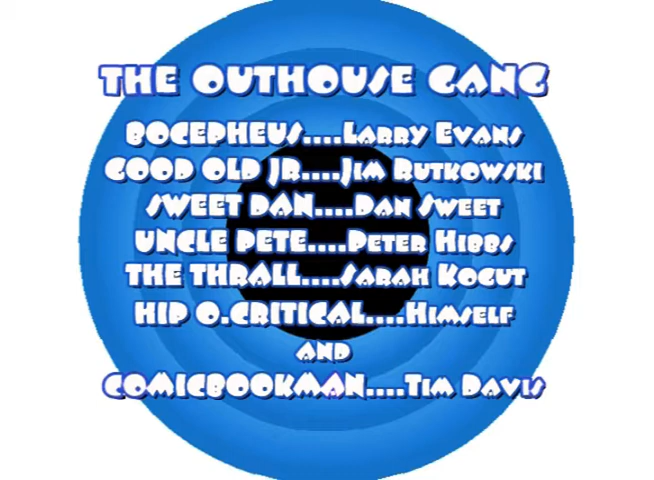 THE OUTHOUSE GANG
BOCEPHEUS....Larry Evans
GOOD OLD JR....Jim Rutkowski
SWEET DAN....Dan Sweet
UNCLE PETE....Peter Hibbs
THE THRALL....Sarah Kogut
HIP O.CRITICAL....Himself
AND
COMICBOOKMAN....Tim Davis